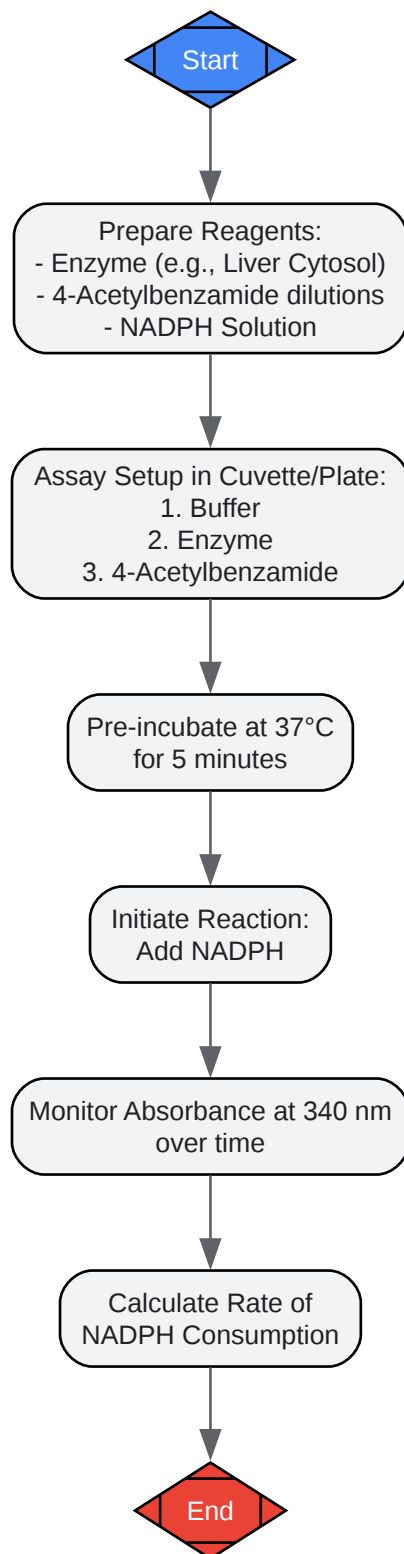 Start
Prepare Reagents:
- Enzyme (e.g., Liver Cytosol)
- 4-Acetylbenzamide dilutions
- NADPH Solution
Assay Setup in Cuvette/Plate:
1. Buffer
2. Enzyme
3. 4-Acetylbenzamide
Pre-incubate at 37°C
for 5 minutes
Initiate Reaction:
Add NADPH
Monitor Absorbance at 340 nm
over time
Calculate Rate of
NADPH Consumption
End